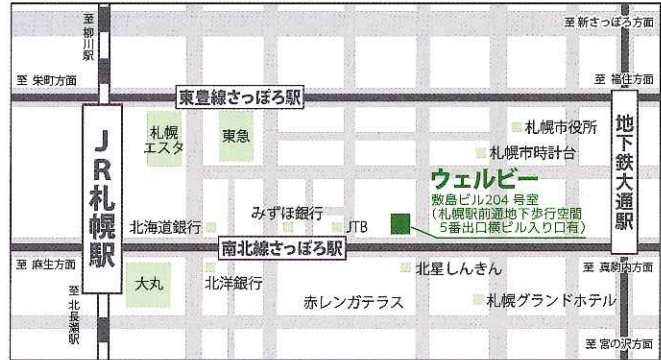 至 柳川駅
至 新さっぽろ方面
至 栄町方面
至 福住方面
東豊線さっぽろ駅
JR札幌駅
札幌
エスタ
東急
札幌市役所
札幌市時計台
地下鉄大通駅
ウェルビー
敷島ビル204 号室
(札幌駅前通地下歩行空間
5番出口横ビル入り口有)
みずほ銀行
北海道銀行
JTB
南北線さっぽろ駅
至 麻生方面
至 真駒内方面
大丸
北洋銀行
北星しんきん
赤レンガテラス
札幌グランドホテル
至 北長瀬駅
至 宮の沢方面